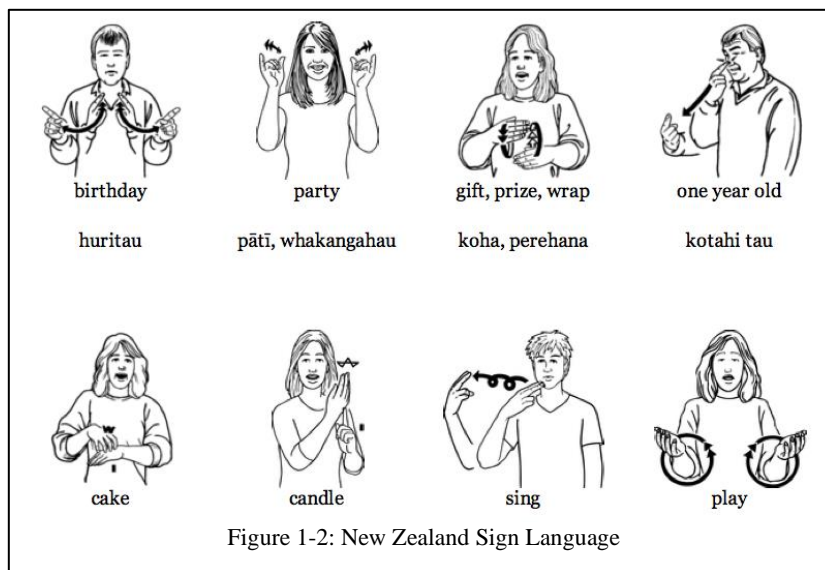 birthday party gift, prize, wrap one year old
huritau pātī, whakangahau koha, perehana kotahi tau
cake candle sing play
Figure 1-2: New Zealand Sign Language